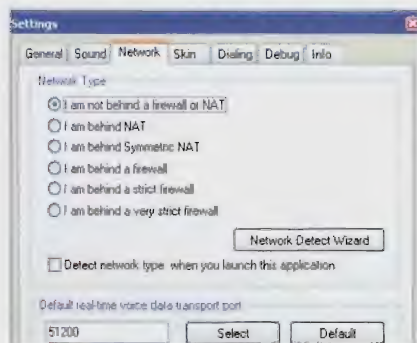 Settings
General Sound Network Skin Dialing Debug Info
Network Type
I am not behind a firewall or NAT
I am behind NAT
I am behind Symmetric NAT
I am behind a firewall
I am behind a strict firewall
I am behind a very strict firewall
Network Detect Wizard
Detect network type when you launch this application
Default real-time voice data transport port
51200 Select Default